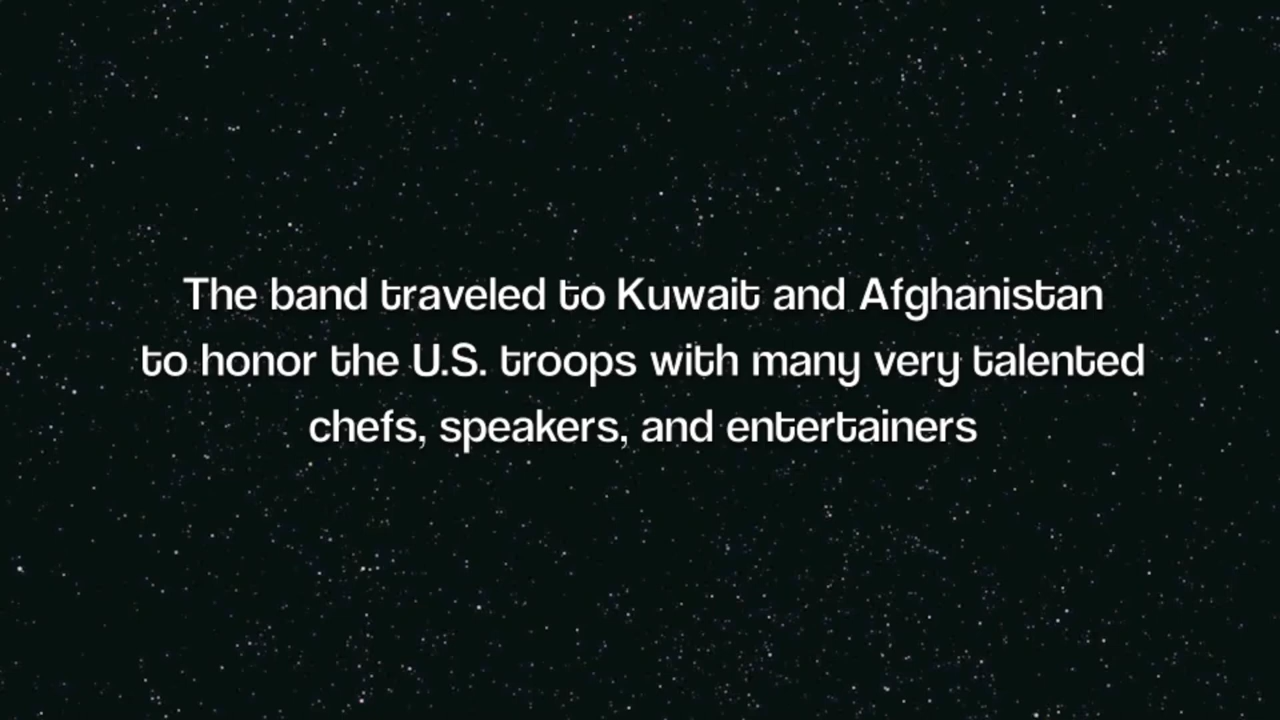 The band traveled to Kuwait and Afghanistan
to honor the U.S. troops with many very talented
chefs, speakers, and entertainers